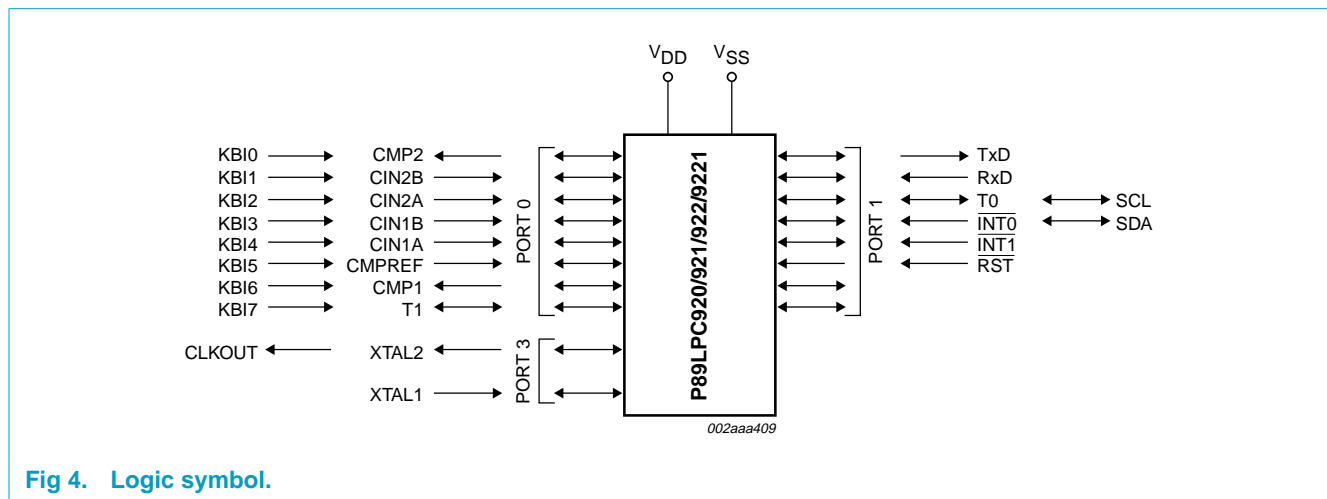 VDD VSS
KBI0 CMP2 TxD
KBI1 CIN2B RxD
KBI2 CIN2A T0 SCL
KBI3 CIN1B INT0 SDA
KBI4 CIN1A INT1
KBI5 CMPREF RST
KBI6 CMP1
KBI7 T1
PORT 0
P89LPC920/921/922/9221
PORT 1
CLKOUT XTAL2
XTAL1
PORT 3
002aaa409
Fig 4. Logic symbol.